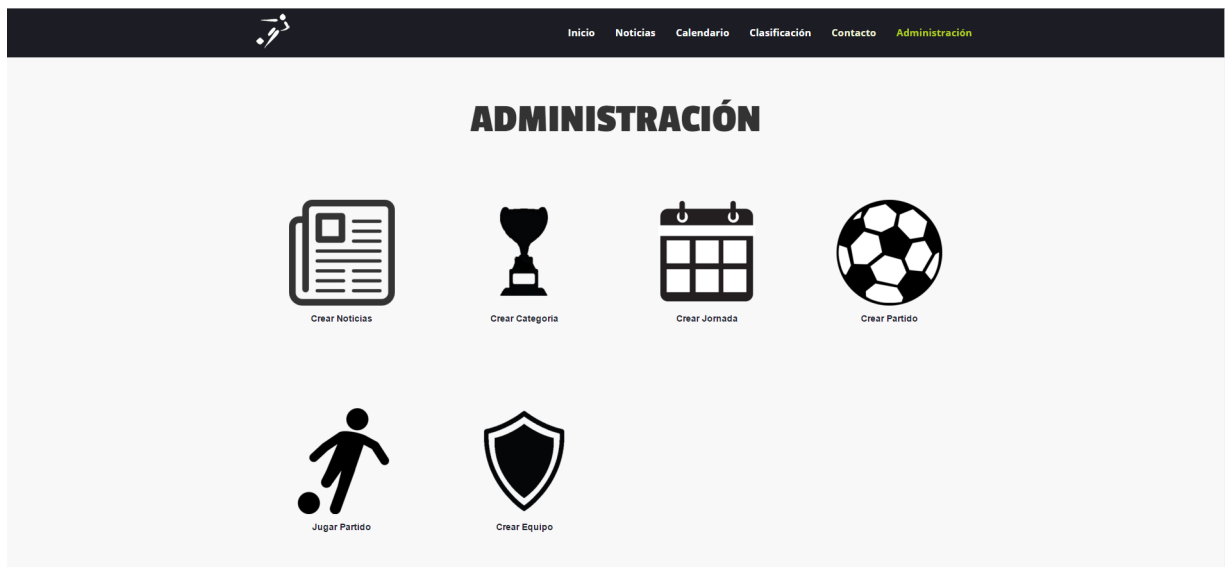 Inicio Noticias Calendario Clasificación Contacto Administración
ADMINISTRACIÓN
Crear Noticias Crear Categoria Crear Jornada Crear Partido
Jugar Partido Crear Equipo